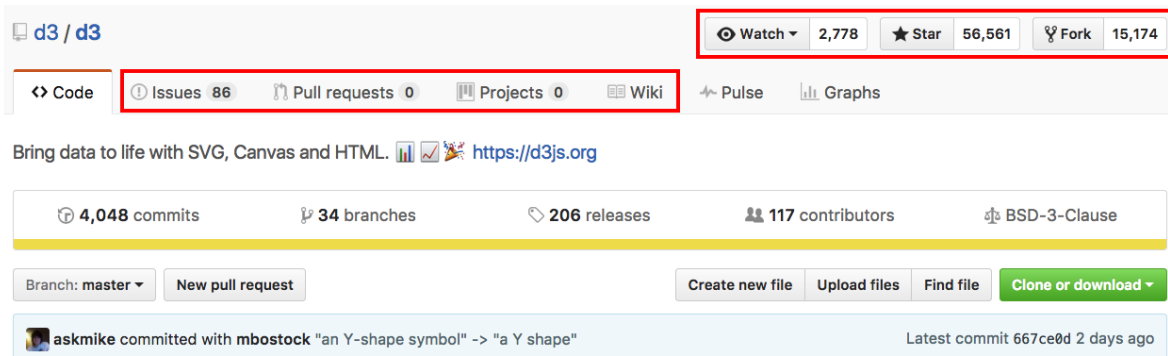 d3 / d3 Watch 2,778 Star 56,561 Fork 15,174
Code Issues 86 Pull requests 0 Projects 0 Wiki Pulse Graphs
Bring data to life with SVG, Canvas and HTML. 📊 📈 🎉 https://d3js.org
4,048 commits 34 branches 206 releases 117 contributors BSD-3-Clause
Branch: master New pull request Create new file Upload files Find file Clone or download
askmike committed with mbostock "an Y-shape symbol" -> "a Y shape" Latest commit 667ce0d 2 days ago